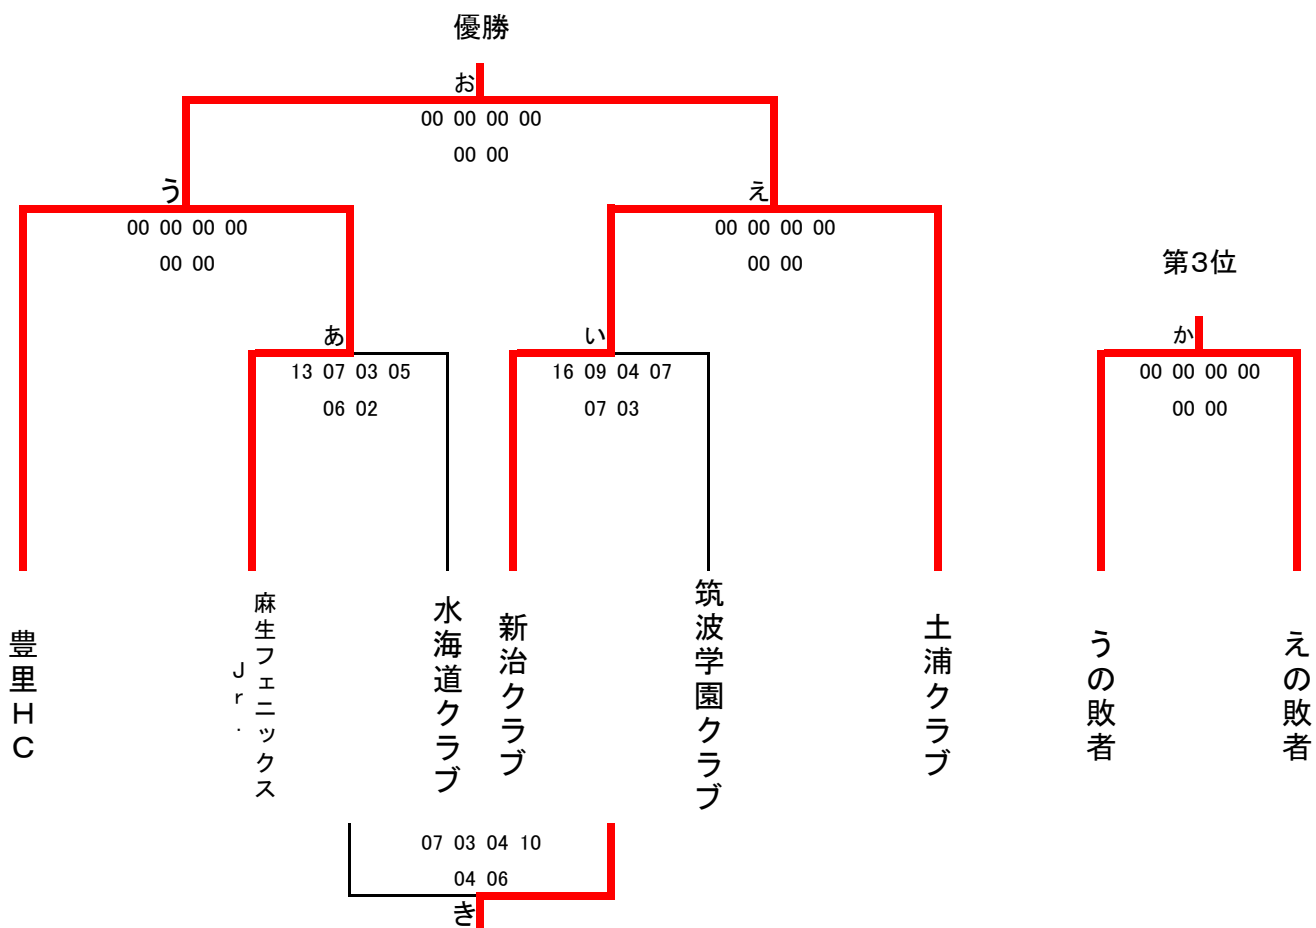 優勝
お
00 00 00 00
00 00
う
00 00 00 00
00 00
え
00 00 00 00
00 00
第3位
あ
13 07 03 05
06 02
い
16 09 04 07
07 03
か
00 00 00 00
00 00
豊里HC
麻生フェニックス
Jr.
水海道クラブ
新治クラブ
筑波学園クラブ
土浦クラブ
うの敗者
えの敗者
07 03 04 10
04 06
き